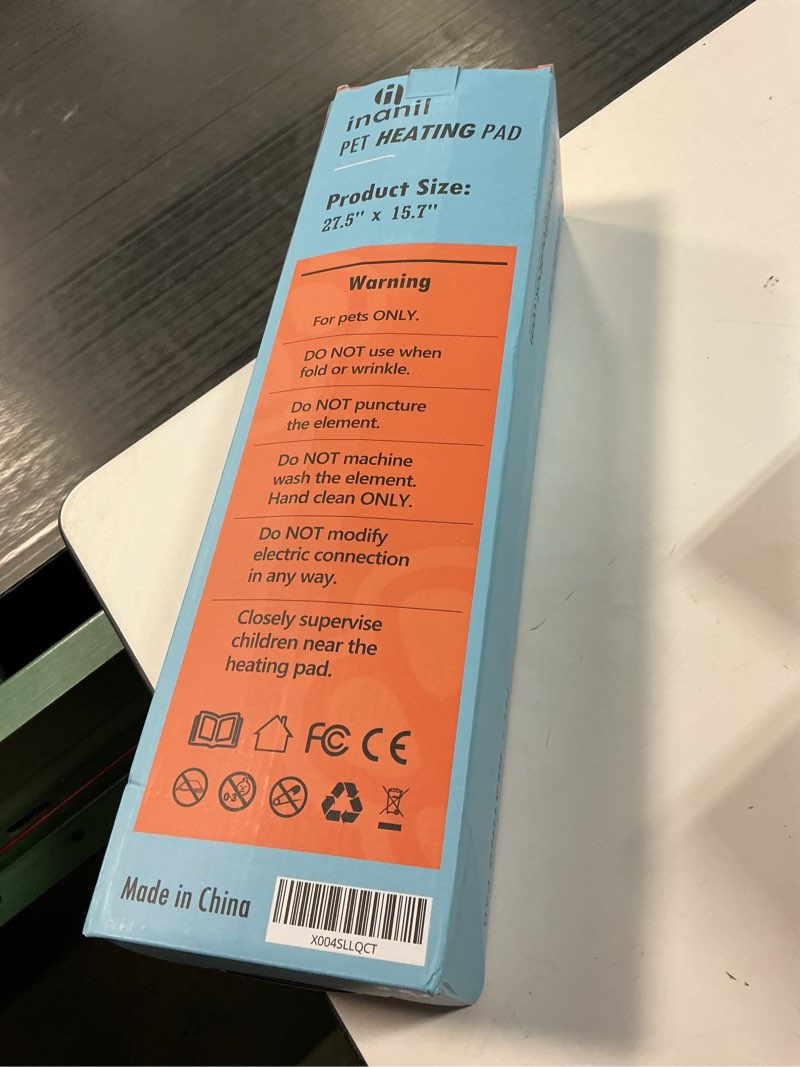 inanil
PET HEATING PAD
Product Size:
27.5" x 15.7"
Warning
For pets ONLY.
DO NOT use when
fold or wrinkle.
Do NOT puncture
the element.
Do NOT machine
wash the element.
Hand clean ONLY.
Do NOT modify
electric connection
in any way.
Closely supervise
children near the
heating pad.
FC CE
0-3
Made in China
X004SLLQCT